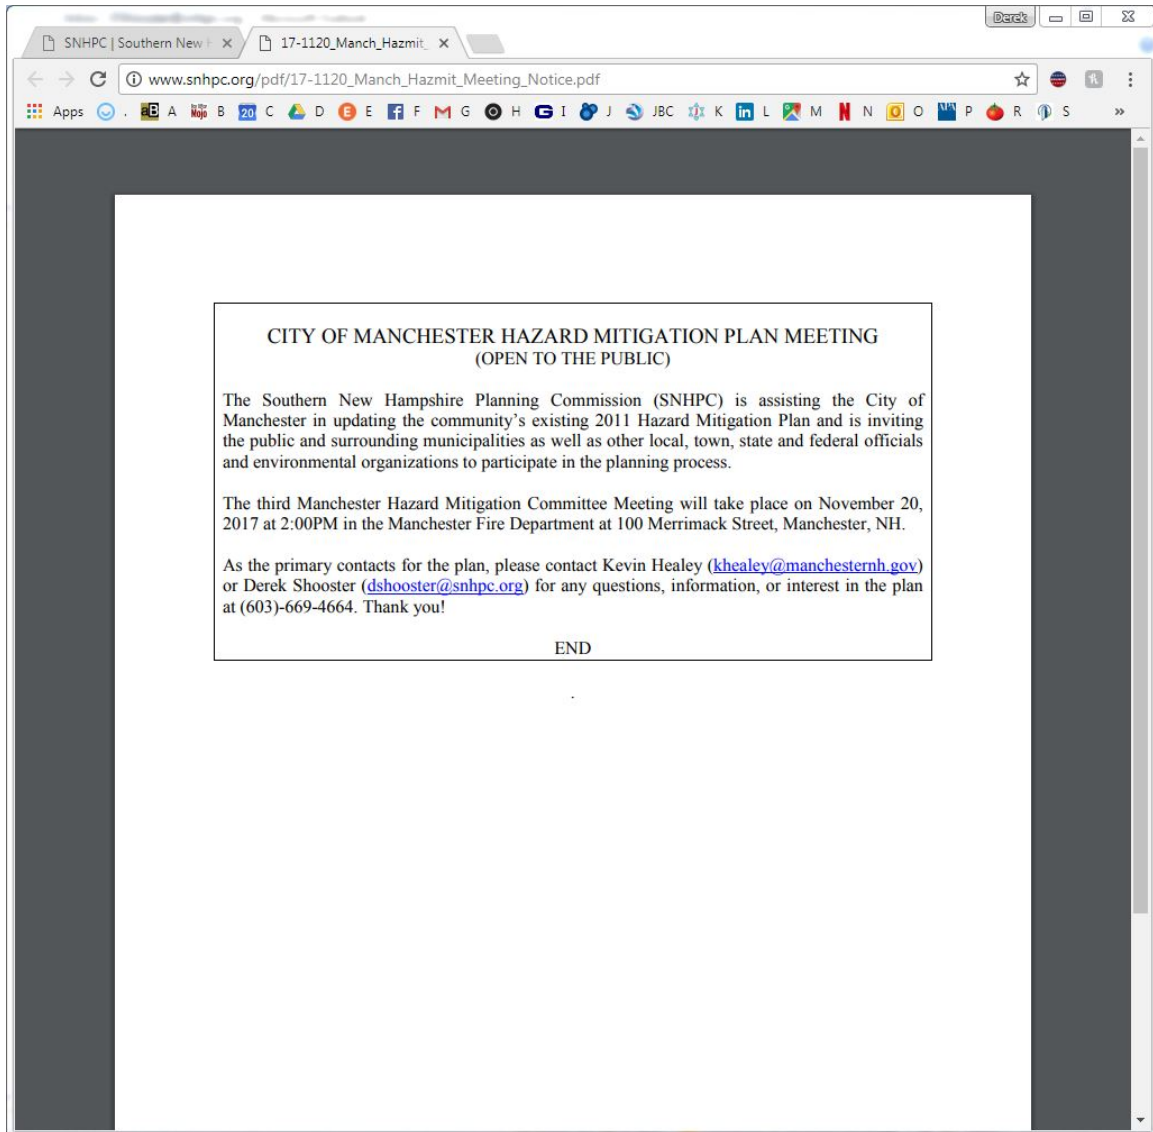 Derek
SNHPC | Southern New H
17-1120_Manch_Hazmit_
www.snhpc.org/pdf/17-1120_Manch_Hazmit_Meeting_Notice.pdf
Apps . aB A Mojo B 20 C D E E F M G H G I J JBC K in L M N N O O P R S »
CITY OF MANCHESTER HAZARD MITIGATION PLAN MEETING
(OPEN TO THE PUBLIC)
The Southern New Hampshire Planning Commission (SNHPC) is assisting the City of
Manchester in updating the community’s existing 2011 Hazard Mitigation Plan and is inviting
the public and surrounding municipalities as well as other local, town, state and federal officials
and environmental organizations to participate in the planning process.
The third Manchester Hazard Mitigation Committee Meeting will take place on November 20,
2017 at 2:00PM in the Manchester Fire Department at 100 Merrimack Street, Manchester, NH.
As the primary contacts for the plan, please contact Kevin Healey (khealey@manchesternh.gov)
or Derek Shooster (dshooster@snhpc.org) for any questions, information, or interest in the plan
at (603)-669-4664. Thank you!
END
.